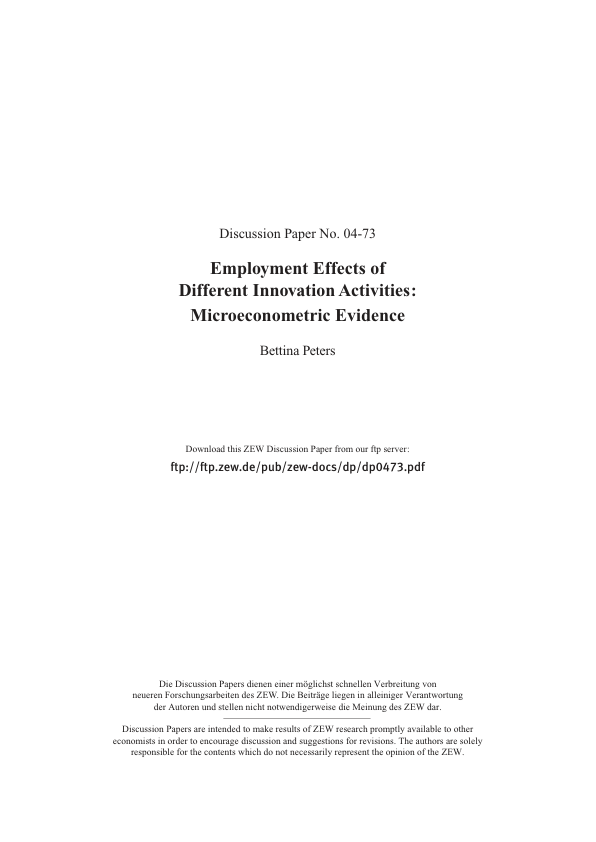 Discussion Paper No. 04-73
Employment Effects of
Different Innovation Activities:
Microeconometric Evidence
Bettina Peters
Download this ZEW Discussion Paper from our ftp server:
ftp://ftp.zew.de/pub/zew-docs/dp/dp0473.pdf
Die Discussion Papers dienen einer möglichst schnellen Verbreitung von
neueren Forschungsarbeiten des ZEW. Die Beiträge liegen in alleiniger Verantwortung
der Autoren und stellen nicht notwendigerweise die Meinung des ZEW dar.
Discussion Papers are intended to make results of ZEW research promptly available to other
economists in order to encourage discussion and suggestions for revisions. The authors are solely
responsible for the contents which do not necessarily represent the opinion of the ZEW.